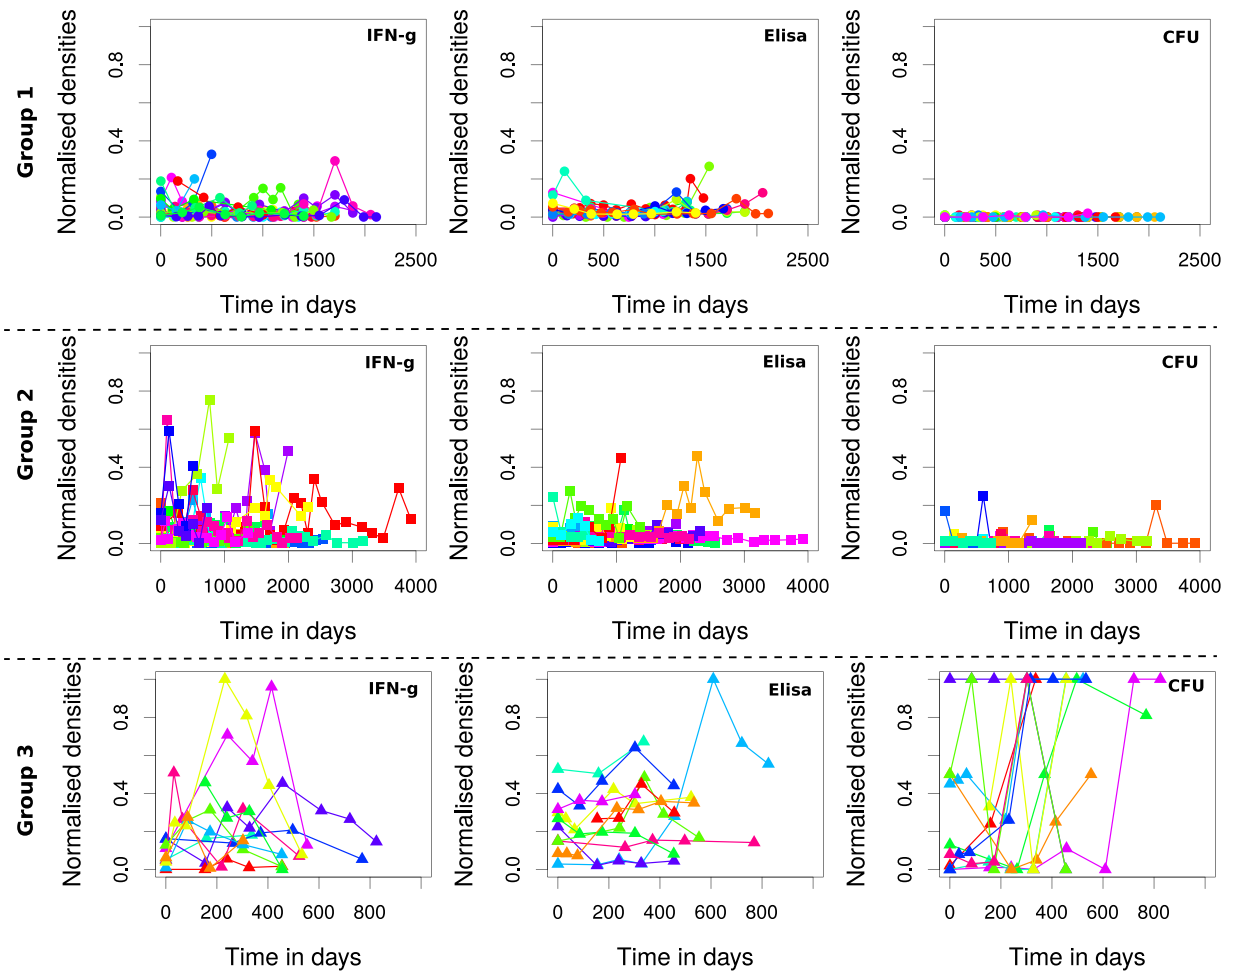 Group 1
Normalised densities
0.0 0.4 0.8
IFN-g
0 500 1500 2500
Time in days
Normalised densities
0.0 0.4 0.8
Elisa
0 500 1500 2500
Time in days
Normalised densities
0.0 0.4 0.8
CFU
0 500 1500 2500
Time in days
Group 2
Normalised densities
0.0 0.4 0.8
IFN-g
0 1000 2000 3000 4000
Time in days
Normalised densities
0.0 0.4 0.8
Elisa
0 1000 2000 3000 4000
Time in days
Normalised densities
0.0 0.4 0.8
CFU
0 1000 2000 3000 4000
Time in days
Group 3
Normalised densities
0.0 0.4 0.8
IFN-g
0 200 400 600 800
Time in days
Normalised densities
0.0 0.4 0.8
Elisa
0 200 400 600 800
Time in days
Normalised densities
0.0 0.4 0.8
CFU
0 200 400 600 800
Time in days